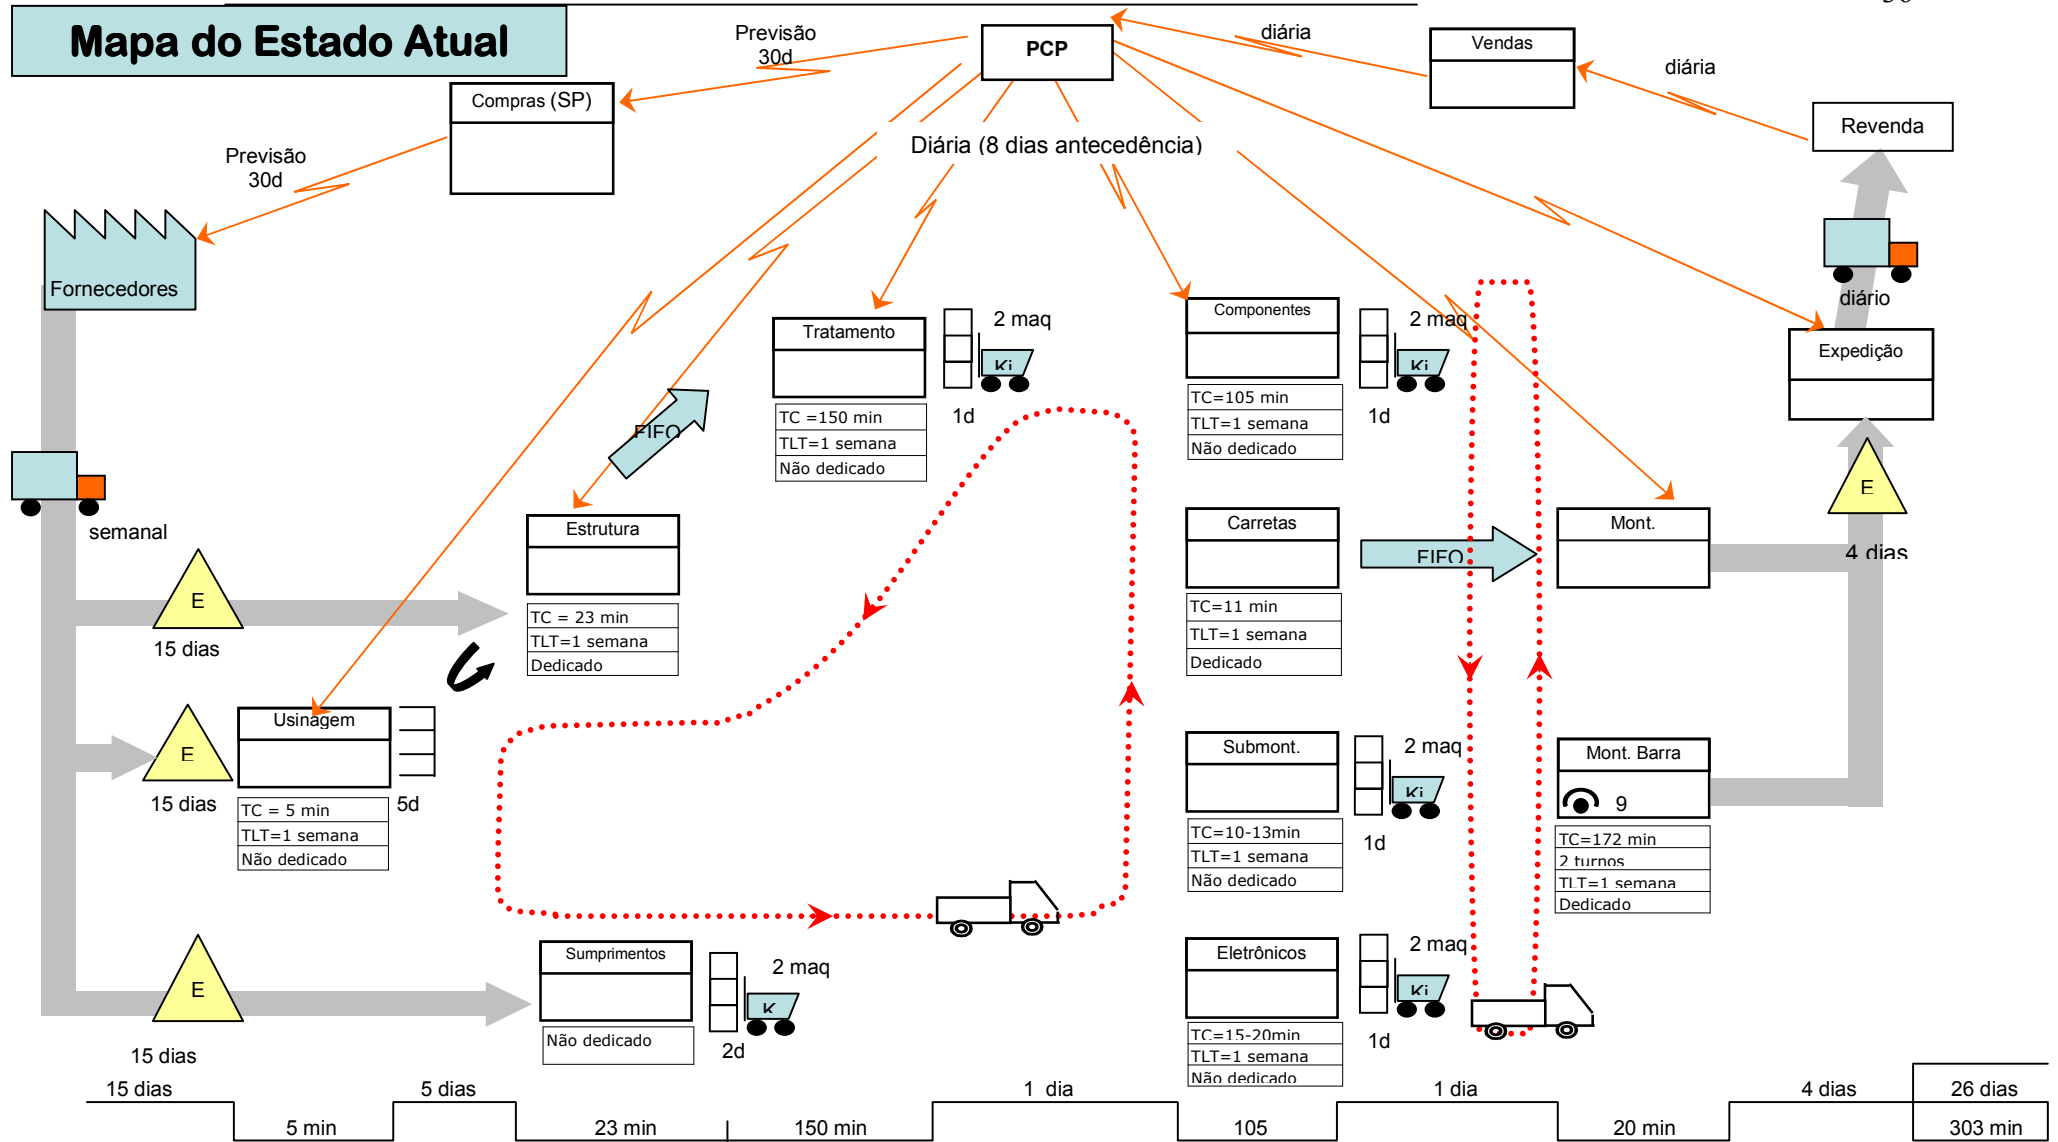 Mapa do Estado Atual
Previsão
30d
PCP
diária
Vendas
diária
Compras (SP)
Revenda
Diária (8 dias antecedência)
Previsão
30d
Fornecedores
diário
Tratamento
2 maq
Ki
1d
TC =150 min
TLT=1 semana
Não dedicado
Componentes
2 maq
Ki
1d
TC=105 min
TLT=1 semana
Não dedicado
Expedição
FIFO
semanal
E
15 dias
Estrutura
TC = 23 min
TLT=1 semana
Dedicado
Carretas
TC=11 min
TLT=1 semana
Dedicado
FIFO
Mont.
E
4 dias
E
15 dias
Usinagem
5d
TC = 5 min
TLT=1 semana
Não dedicado
Submont.
2 maq
Ki
1d
TC=10-13min
TLT=1 semana
Não dedicado
Mont. Barra
9
TC=172 min
2 turnos
TLT=1 semana
Dedicado
E
15 dias
Sumprimentos
2 maq
K
2d
Não dedicado
Eletrônicos
2 maq
Ki
1d
TC=15-20min
TLT=1 semana
Não dedicado
15 dias
5 dias
1 dia
1 dia
4 dias
26 dias
5 min
23 min
150 min
105
20 min
303 min